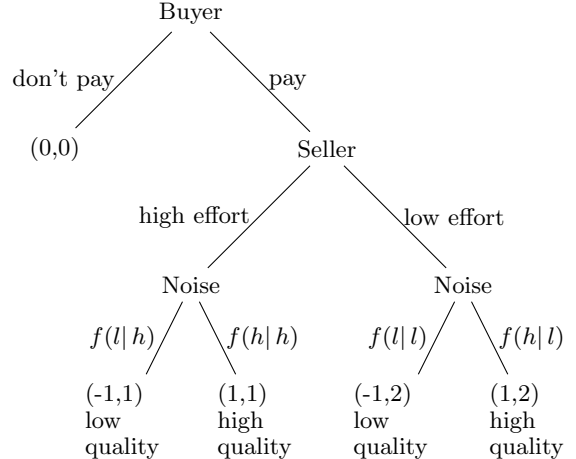 Buyer
don't pay
pay
(0,0)
Seller
high effort
low effort
Noise
Noise
f(l| h)
f(h| h)
f(l| l)
f(h| l)
(-1,1)
low
quality
(1,1)
high
quality
(-1,2)
low
quality
(1,2)
high
quality